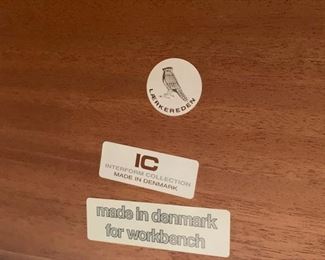 LÆRKEREDEN
IC
INTERFORM COLLECTION
MADE IN DENMARK
made in denmark
for workbench